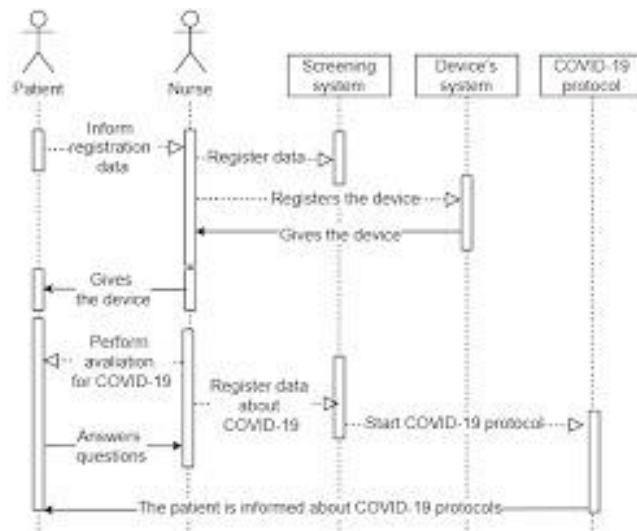 Patient
Nurse
Screening
system
Device's
system
COVID-19
protocol
Inform
registration
data
Register data
Registers the device
Gives the device
Gives
the device
Perform
avaliation
for COVID-19
Register data
about
COVID-19
Start COVID-19 protocol
Answers
questions
The patient is informed about COVID-19 protocols